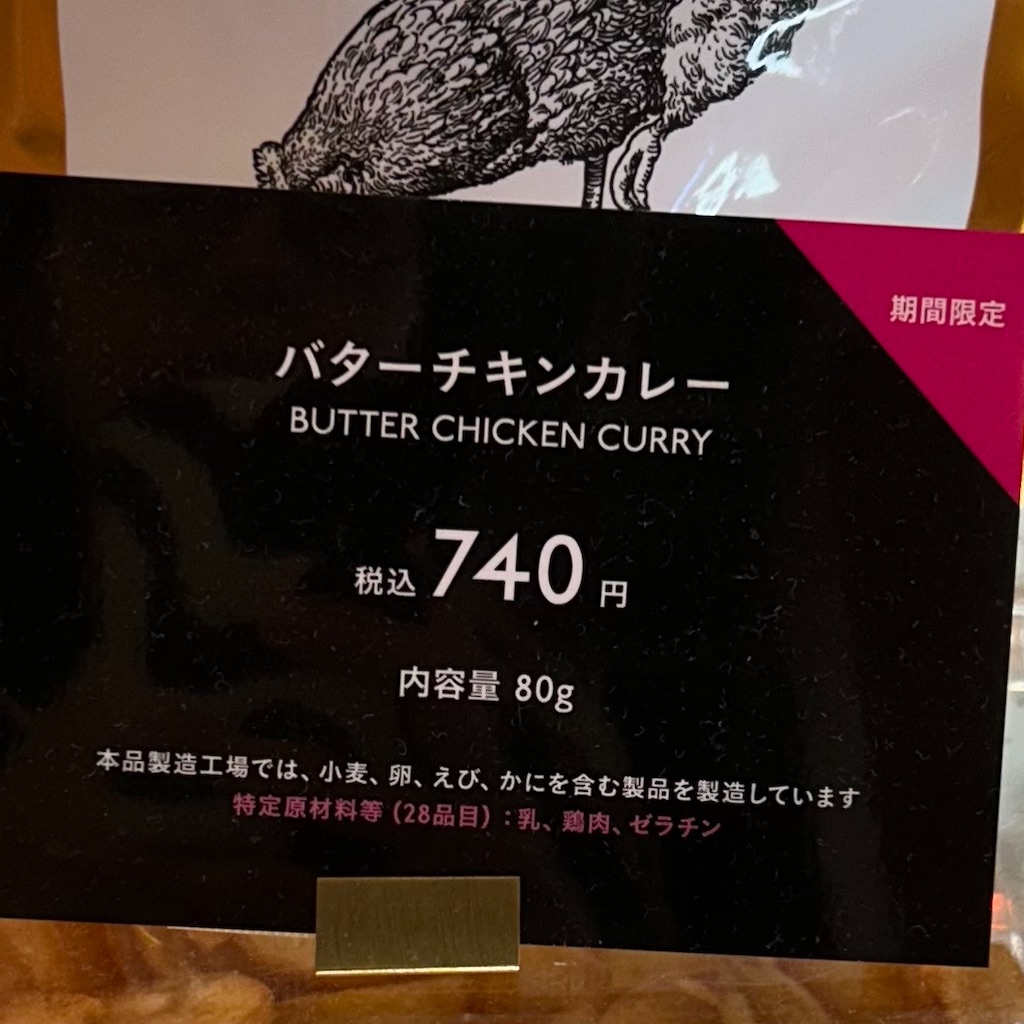 期間限定
バターチキンカレー
BUTTER CHICKEN CURRY
税込 740 円
内容量 80g
本品製造工場では、小麦、卵、えび、かにを含む製品を製造しています
特定原材料等 (28品目) : 乳、鶏肉、ゼラチン